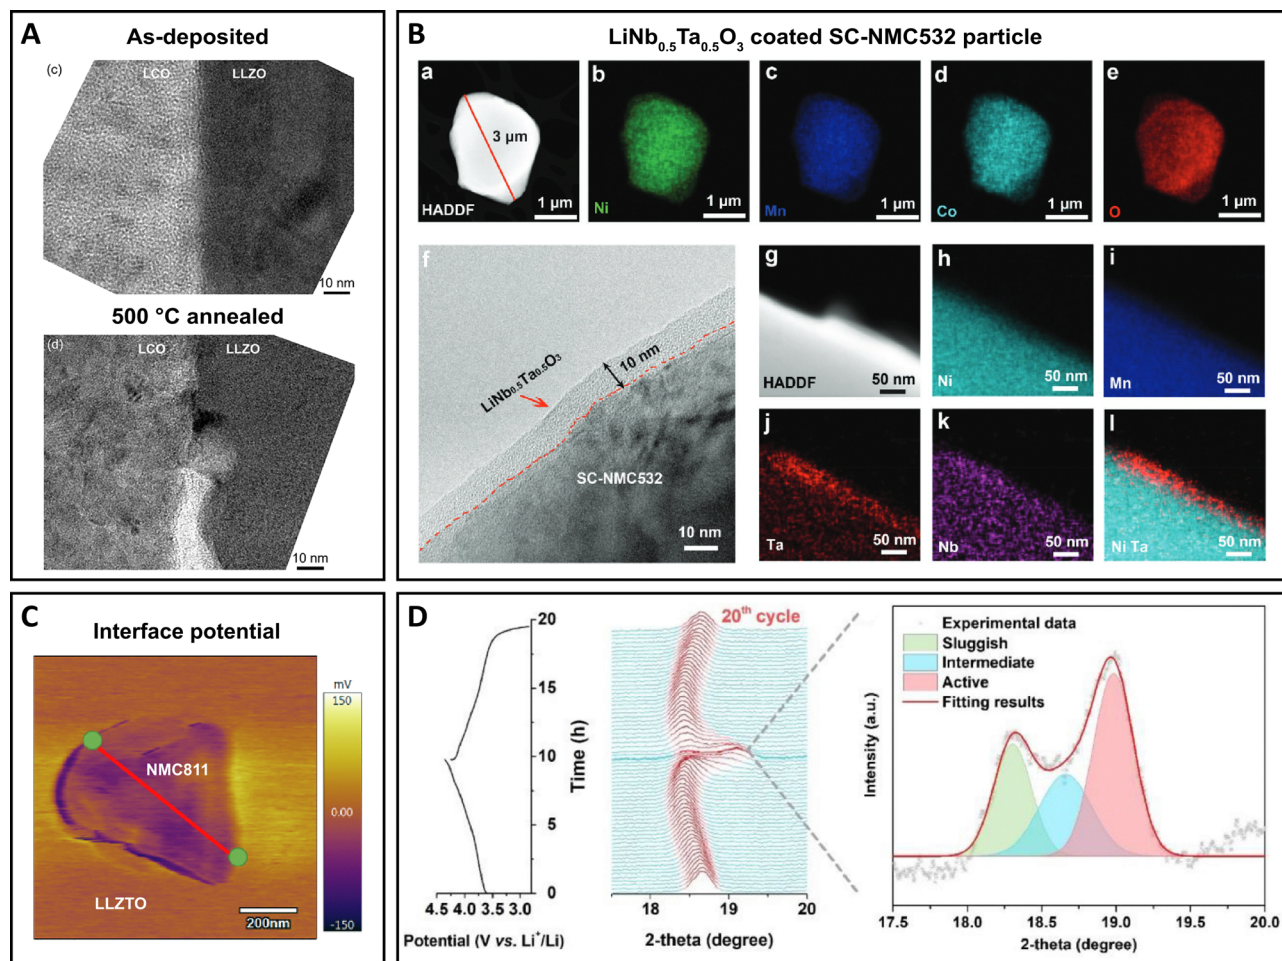 A
As-deposited
(c)
LCO
LLZO
10 nm
500 °C annealed
(d)
LCO
LLZO
10 nm
B
LiNb0.5Ta0.5O3 coated SC-NMC532 particle
a
3 µm
HADDF
1 µm
b
Ni
1 µm
c
Mn
1 µm
d
Co
1 µm
e
O
1 µm
f
LiNb0.5Ta0.5O3
10 nm
SC-NMC532
10 nm
g
HADDF
50 nm
h
Ni
50 nm
i
Mn
50 nm
j
Ta
50 nm
k
Nb
50 nm
l
Ni Ta
50 nm
C
Interface potential
NMC811
LLZTO
200nm
mV
150
0.00
-150
D
20
15
10
5
0
Time (h)
4.5 4.0 3.5 3.0
Potential (V vs. Li+/Li)
20th cycle
18 19 20
2-theta (degree)
Experimental data
Sluggish
Intermediate
Active
Fitting results
Intensity (a.u.)
17.5 18.0 18.5 19.0 19.5 20.0
2-theta (degree)